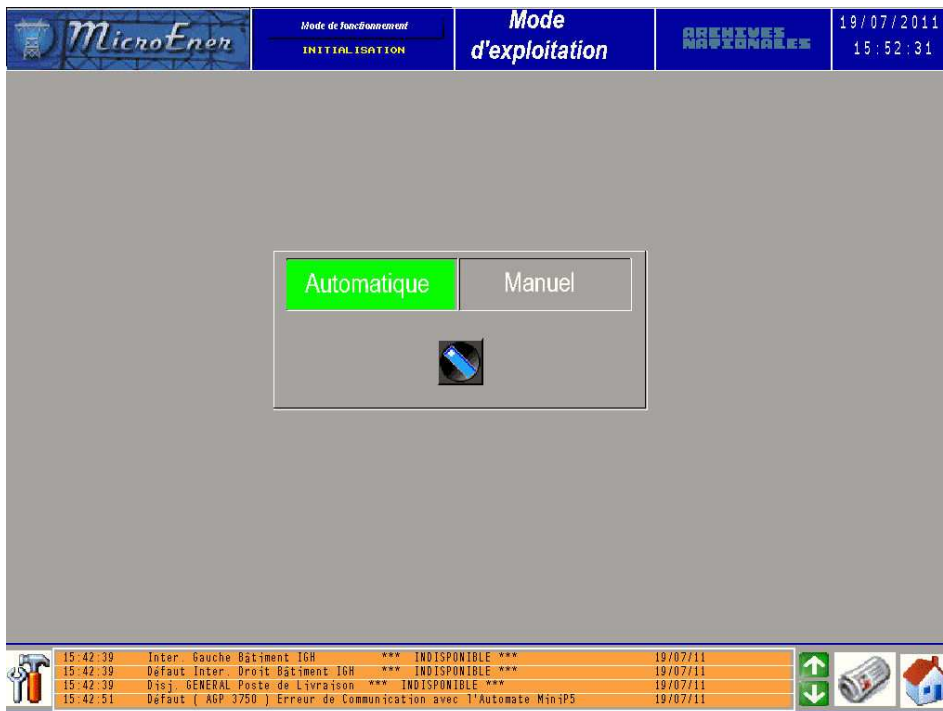 MicroEner
Mode de fonctionnement
INITIALISATION
Mode
d'exploitation
ARCHIVES
NATIONALES
19/07/2011
15:52:31
Automatique
Manuel
15:42:39 Inter. Gauche Bâtiment IGH *** INDISPONIBLE *** 19/07/11
15:42:39 Défaut Inter. Droit Bâtiment IGH *** INDISPONIBLE *** 19/07/11
15:42:39 Disj. GENERAL Poste de Livraison *** INDISPONIBLE *** 19/07/11
15:42:51 Défaut ( AGP 3750 ) Erreur de Communication avec l'Automate MiniP5 19/07/11